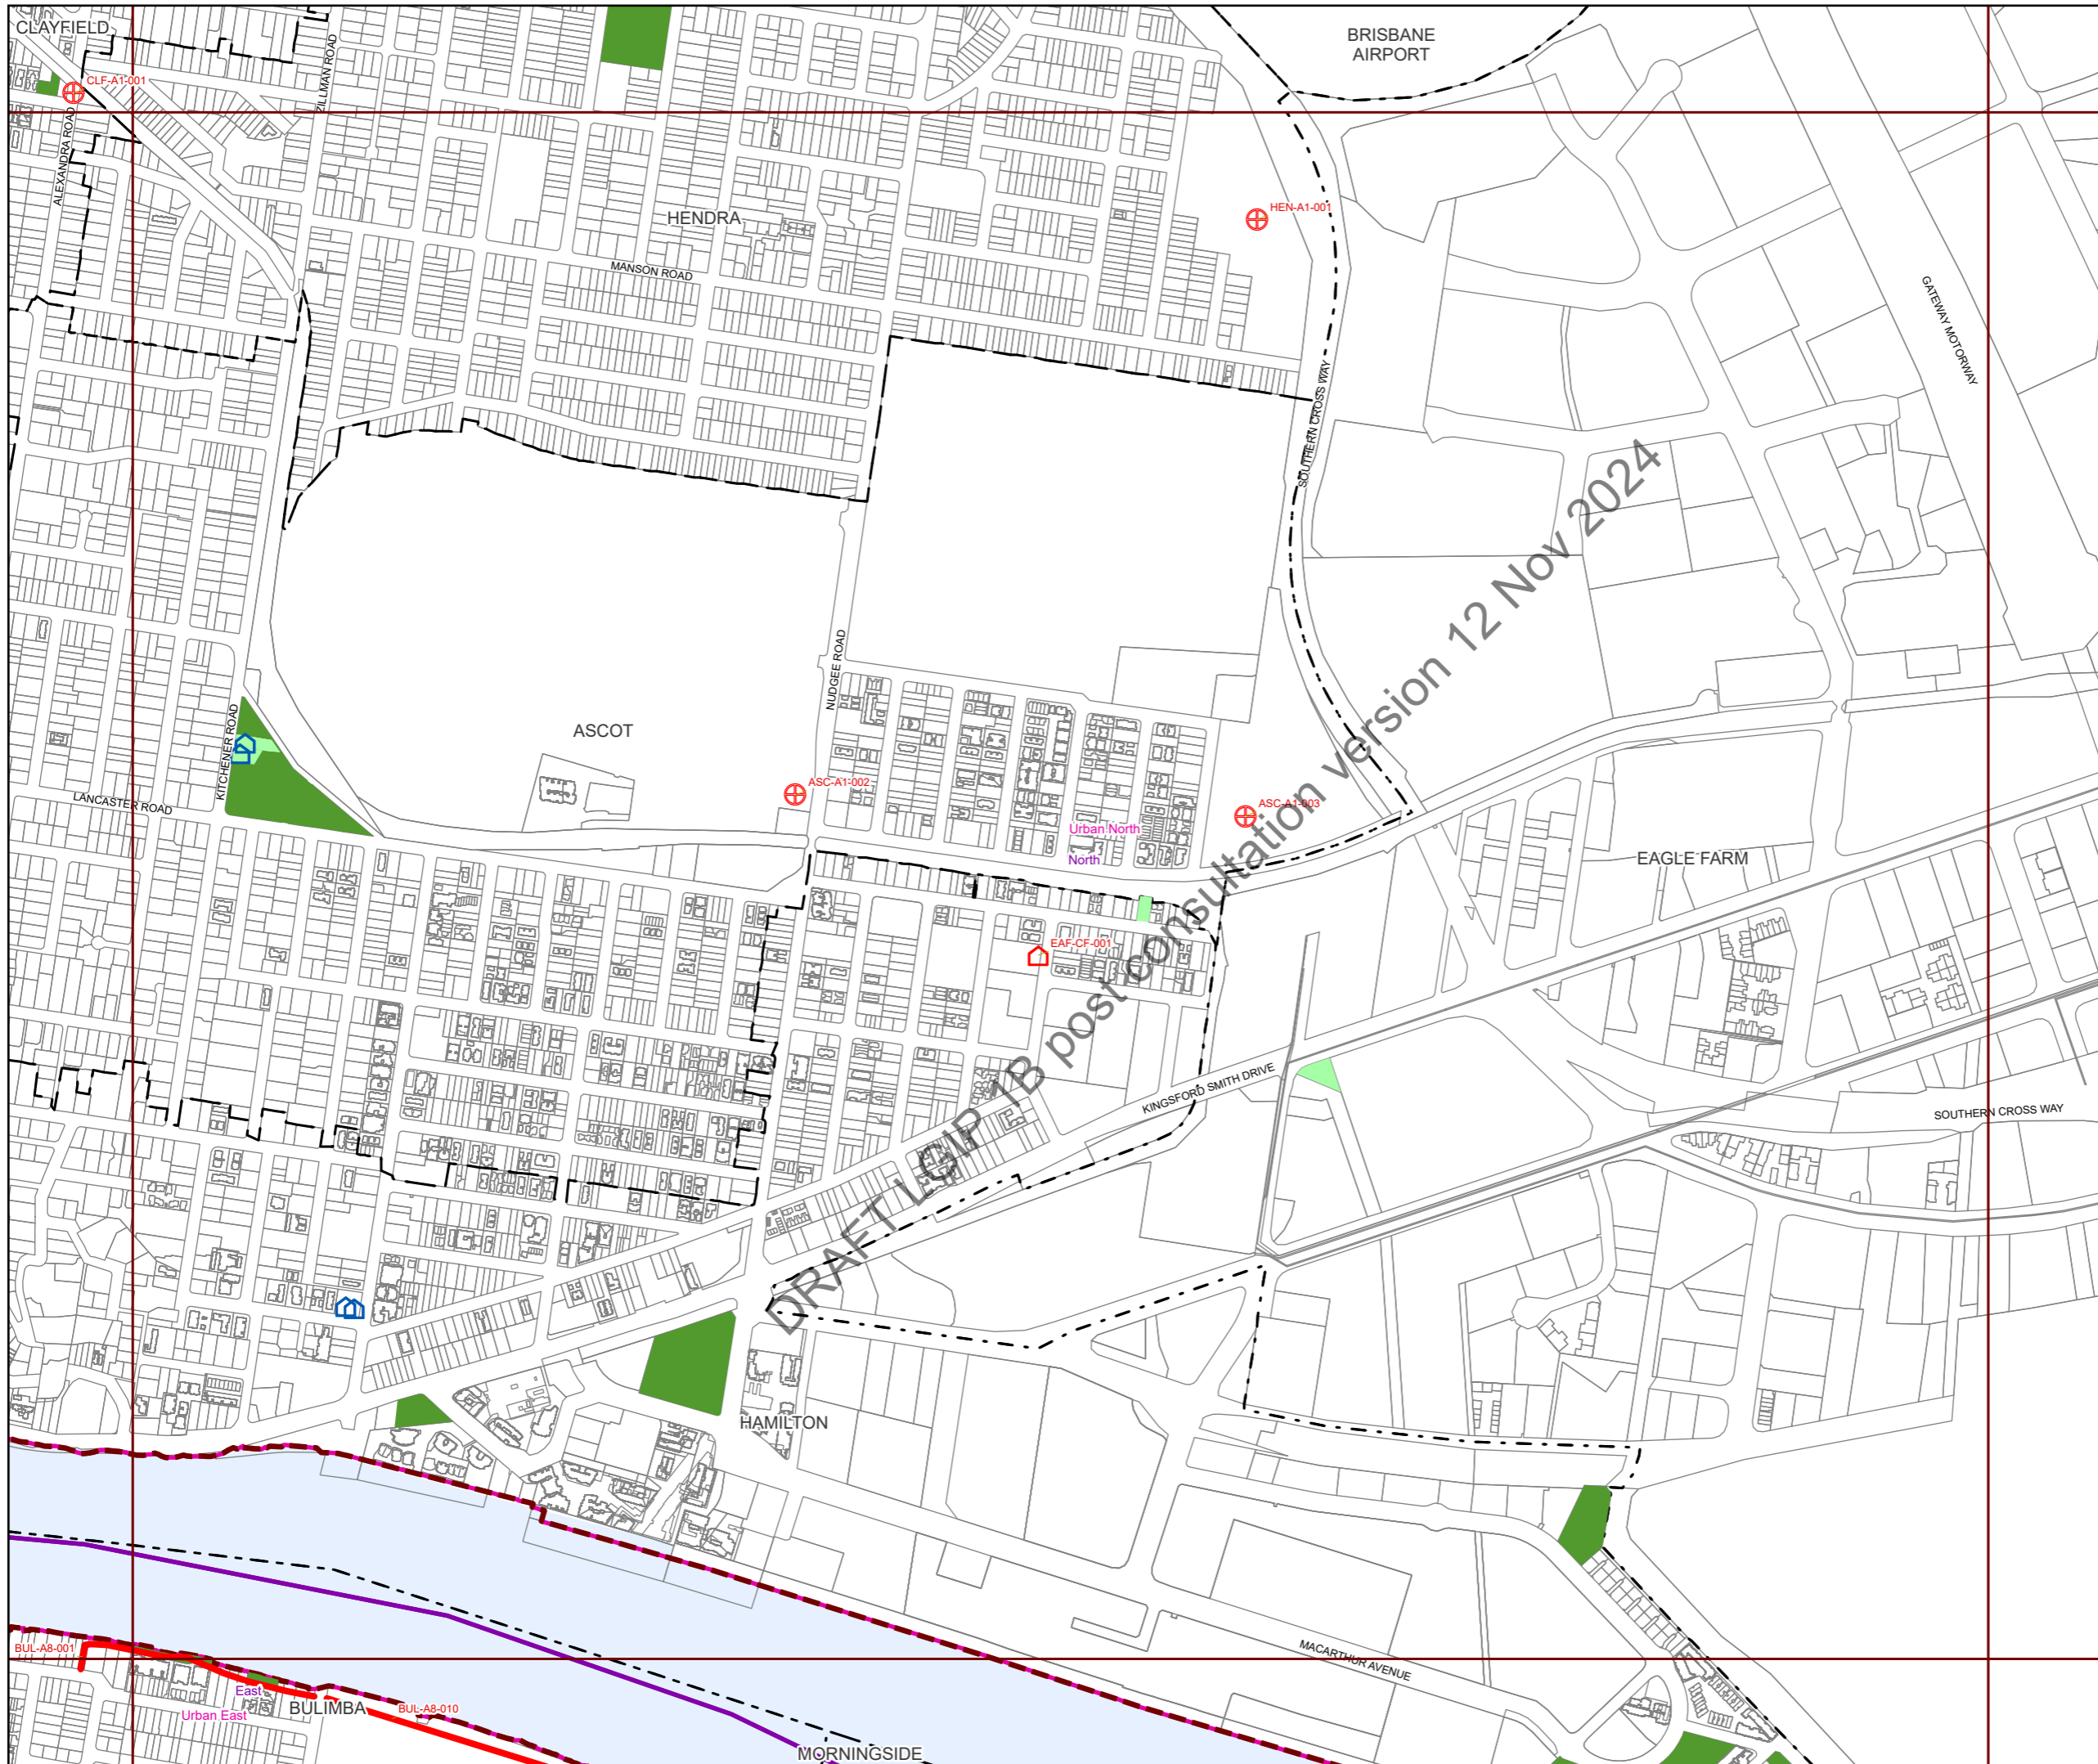 CLAYFIELD
BRISBANE
AIRPORT
ZILLMAN ROAD
CLF-A1-001
ALEXANDRA ROAD
HENDRA
HEN-A1-001
MANSON ROAD
GATEWAY MOTORWAY
SOUTHERN CROSS WAY
NUDGEE ROAD
KITCHENER ROAD
ASCOT
ASC-A1-002
LANCASTER ROAD
ASC-A1-003
Urban North
North
EAGLE FARM
EAF-CF-001
KINGSFORD SMITH DRIVE
SOUTHERN CROSS WAY
DRAFT LGIP 1B post consultation version 12 Nov 2024
HAMILTON
MACARTHUR AVENUE
BUL-A8-001
East
Urban East
BULIMBA
BUL-A8-010
MORNINGSIDE